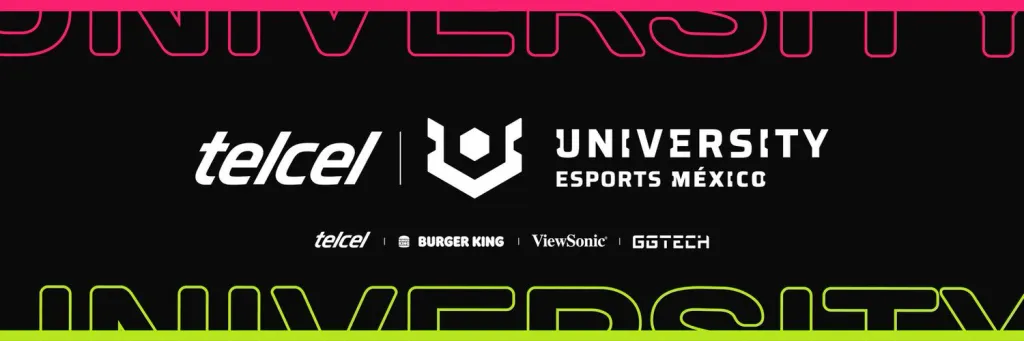 UNIVERSITY
telcel | UNIVERSITY
ESPORTS MÉXICO
telcel | BURGER KING | ViewSonic® | GGTECH
UNIVERSITY